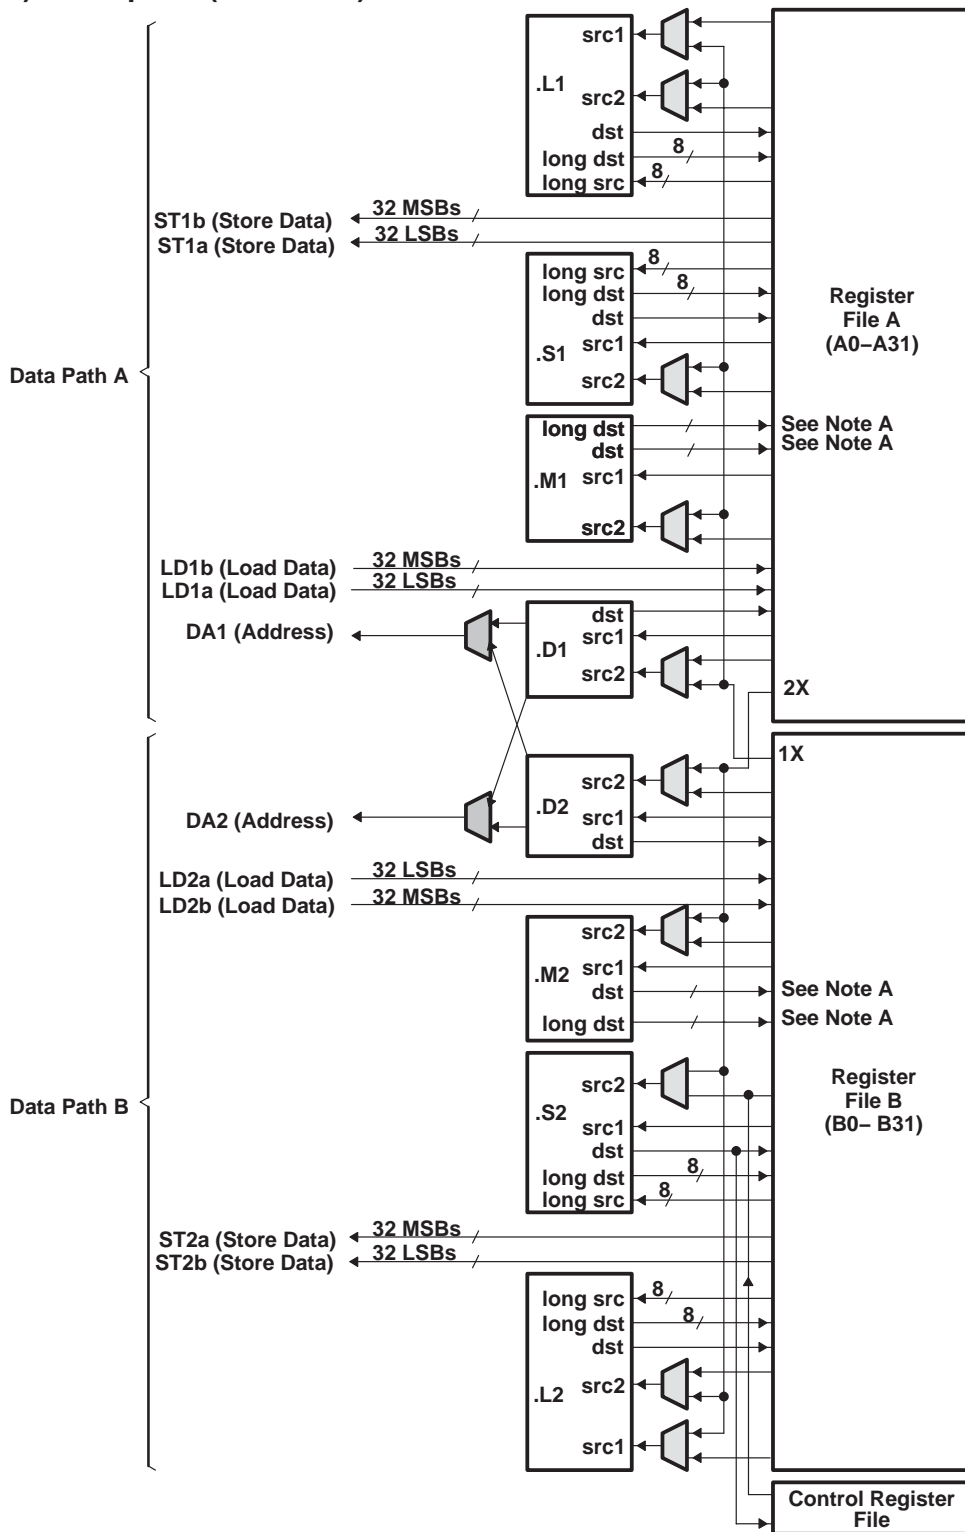 src1
.L1
src2
dst
long dst
8
long src
8
ST1b (Store Data)
32 MSBs
ST1a (Store Data)
32 LSBs
long src
8
long dst
8
dst
.S1
src1
src2
Register
File A
(A0–A31)
Data Path A
long dst
See Note A
dst
See Note A
.M1
src1
src2
LD1b (Load Data)
32 MSBs
LD1a (Load Data)
32 LSBs
DA1 (Address)
dst
src1
.D1
src2
2X
1X
src2
.D2
src1
dst
DA2 (Address)
LD2a (Load Data)
32 LSBs
LD2b (Load Data)
32 MSBs
src2
.M2
src1
dst
See Note A
long dst
See Note A
src2
.S2
src1
dst
long dst
8
long src
8
Register
File B
(B0– B31)
Data Path B
ST2a (Store Data)
32 MSBs
ST2b (Store Data)
32 LSBs
long src
8
long dst
8
dst
.L2
src2
src1
Control Register
File